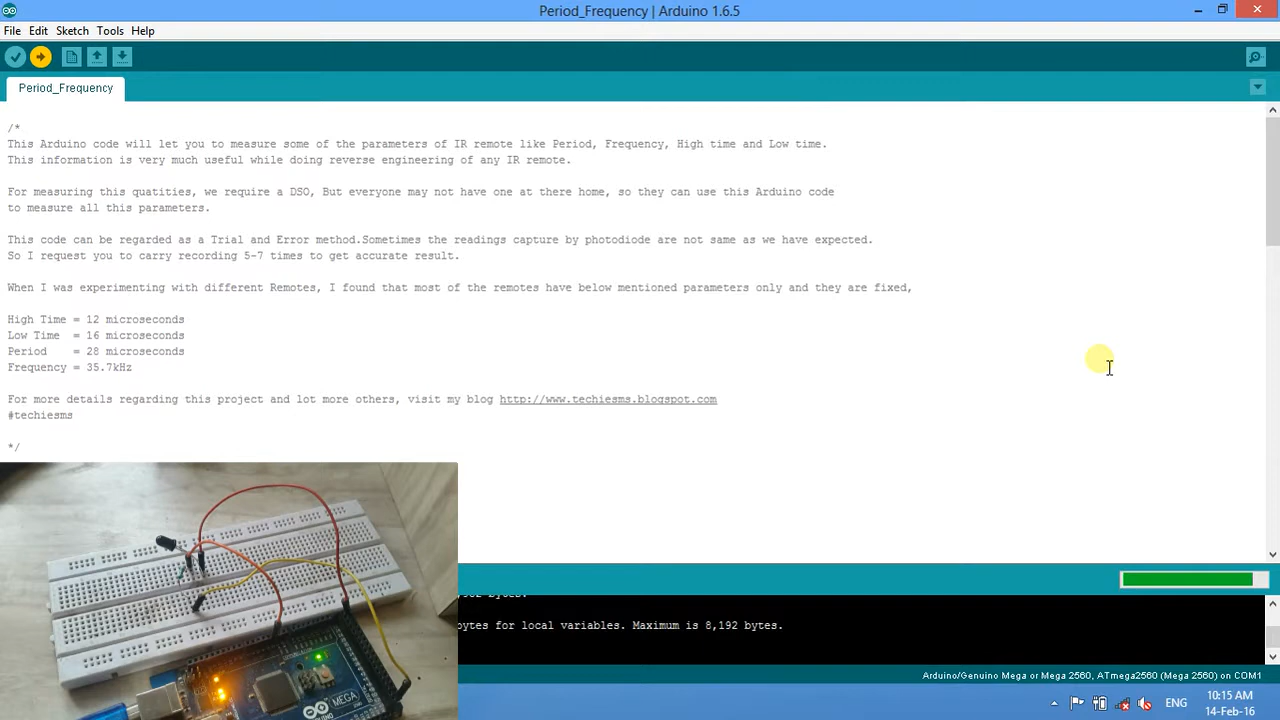 Period_Frequency | Arduino 1.6.5
File Edit Sketch Tools Help
Period_Frequency
/*
This Arduino code will let you to measure some of the parameters of IR remote like Period, Frequency, High time and Low time.
This information is very much useful while doing reverse engineering of any IR remote.
For measuring this quatities, we require a DSO, But everyone may not have one at there home, so they can use this Arduino code
to measure all this parameters.
This code can be regarded as a Trial and Error method.Sometimes the readings capture by photodiode are not same as we have expected.
So I request you to carry recording 5-7 times to get accurate result.
When I was experimenting with different Remotes, I found that most of the remotes have below mentioned parameters only and they are fixed,
High Time = 12 microseconds
Low Time = 16 microseconds
Period = 28 microseconds
Frequency = 35.7kHz
For more details regarding this project and lot more others, visit my blog http://www.techiesms.blogspot.com
#techiesms
*/
bytes.
bytes for local variables. Maximum is 8,192 bytes.
Arduino/Genuino Mega or Mega 2560, ATmega2560 (Mega 2560) on COM1
MEGA
ARDUINO
ENG
10:15 AM
14-Feb-16